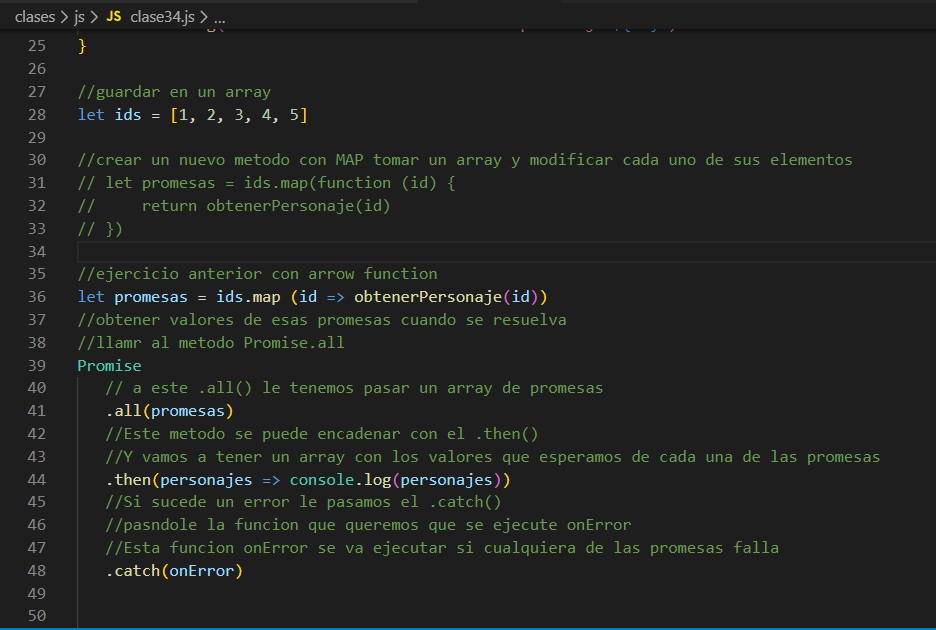 clases > js > JS clase34.js > ...
25 }
26
27 //guardar en un array
28 let ids = [1, 2, 3, 4, 5]
29
30 //crear un nuevo metodo con MAP tomar un array y modificar cada uno de sus elementos
31 // let promesas = ids.map(function (id) {
32 //     return obtenerPersonaje(id)
33 // })
34
35 //ejercicio anterior con arrow function
36 let promesas = ids.map (id => obtenerPersonaje(id))
37 //obtener valores de esas promesas cuando se resuelva
38 //llamr al metodo Promise.all
39 Promise
40    // a este .all() le tenemos pasar un array de promesas
41    .all(promesas)
42    //Este metodo se puede encadenar con el .then()
43    //Y vamos a tener un array con los valores que esperamos de cada una de las promesas
44    .then(personajes => console.log(personajes))
45    //Si sucede un error le pasamos el .catch()
46    //pasndole la funcion que queremos que se ejecute onError
47    //Esta funcion onError se va ejecutar si cualquiera de las promesas falla
48    .catch(onError)
49
50